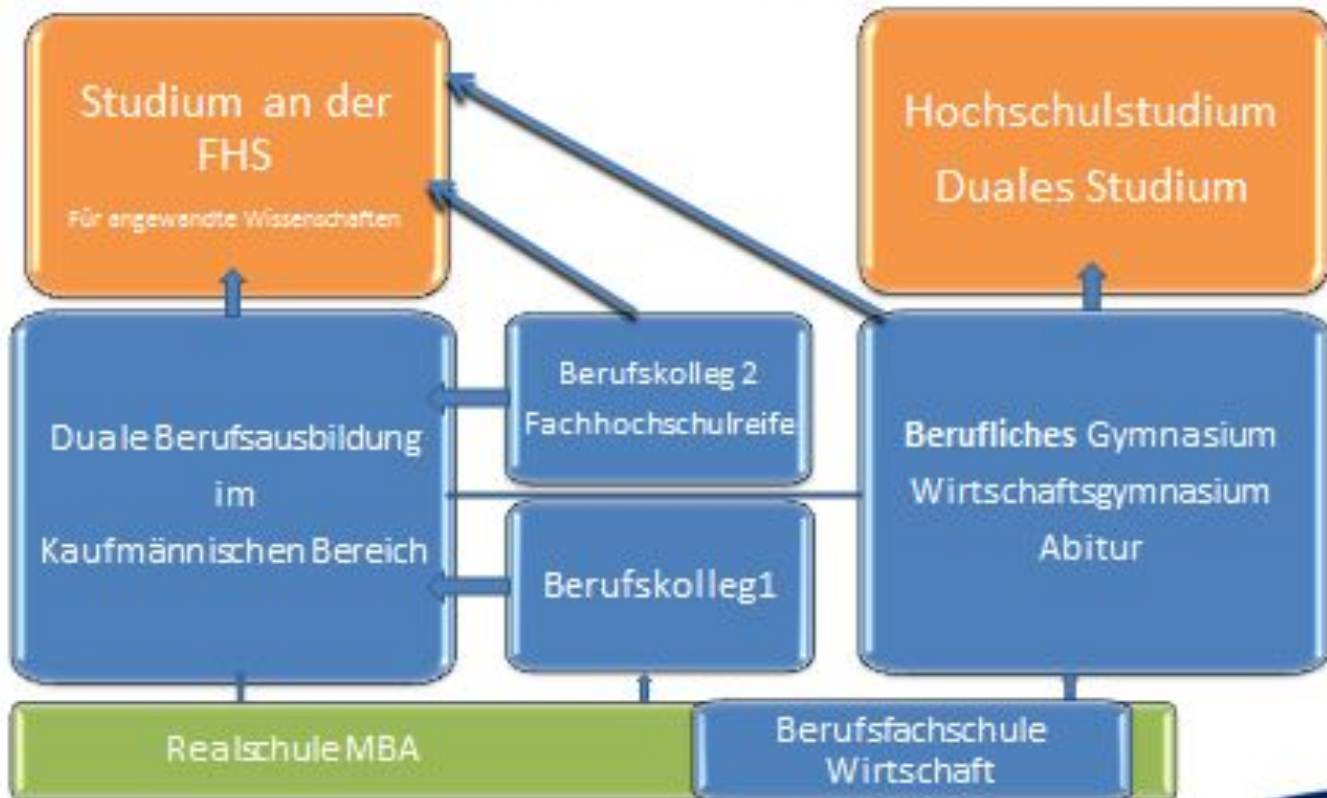 Studium an der
FHS
Für angewandte Wissenschaften
Hochschulstudium
Duales Studium
Duale Berufsausbildung
im
Kaufmännischen Bereich
Berufskolleg 2
Fachhochschulreife
Berufskolleg1
Berufliches Gymnasium
Wirtschaftsgymnasium
Abitur
Realschule MBA
Berufsfachschule
Wirtschaft